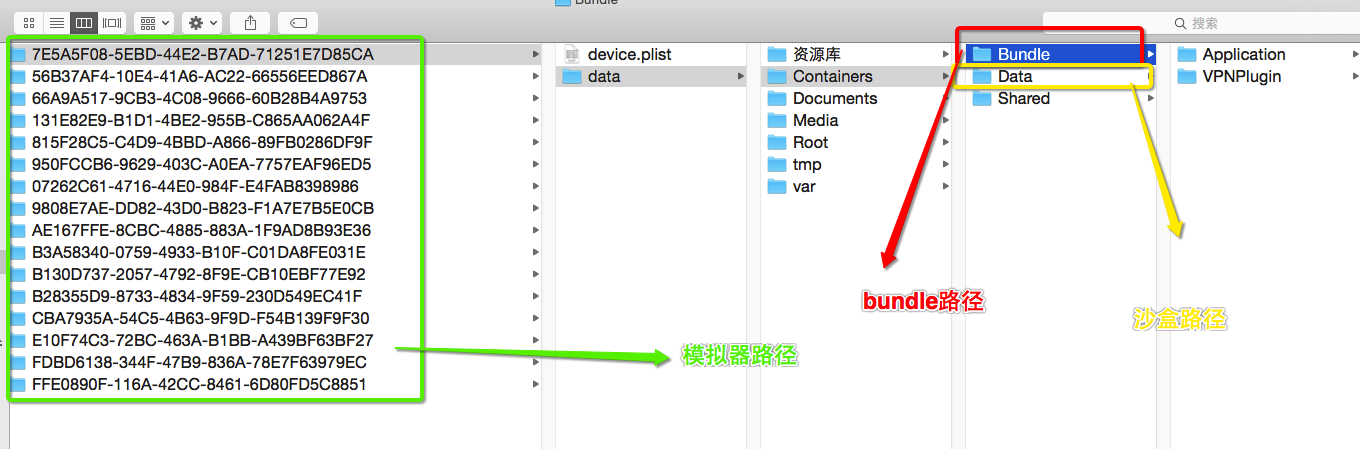 Bundle
搜索
7E5A5F08-5EBD-44E2-B7AD-71251E7D85CA
56B37AF4-10E4-41A6-AC22-66556EED867A
66A9A517-9CB3-4C08-9666-60B28B4A9753
131E82E9-B1D1-4BE2-955B-C865AA062A4F
815F28C5-C4D9-4BBD-A866-89FB0286DF9F
950FCCB6-9629-403C-A0EA-7757EAF96ED5
07262C61-4716-44E0-984F-E4FAB8398986
9808E7AE-DD82-43D0-B823-F1A7E7B5E0CB
AE167FFE-8CBC-4885-883A-1F9AD8B93E36
B3A58340-0759-4933-B10F-C01DA8FE031E
B130D737-2057-4792-8F9E-CB10EBF77E92
B28355D9-8733-4834-9F59-230D549EC41F
CBA7935A-54C5-4B63-9F9D-F54B139F9F30
E10F74C3-72BC-463A-B1BB-A439BF63BF27
FDBD6138-344F-47B9-836A-78E7F63979EC
FFE0890F-116A-42CC-8461-6D80FD5C8851
模拟器路径
device.plist
data
资源库
Containers
Documents
Media
Root
tmp
var
Bundle
Data
Shared
bundle路径
沙盒路径
Application
VPNPlugin